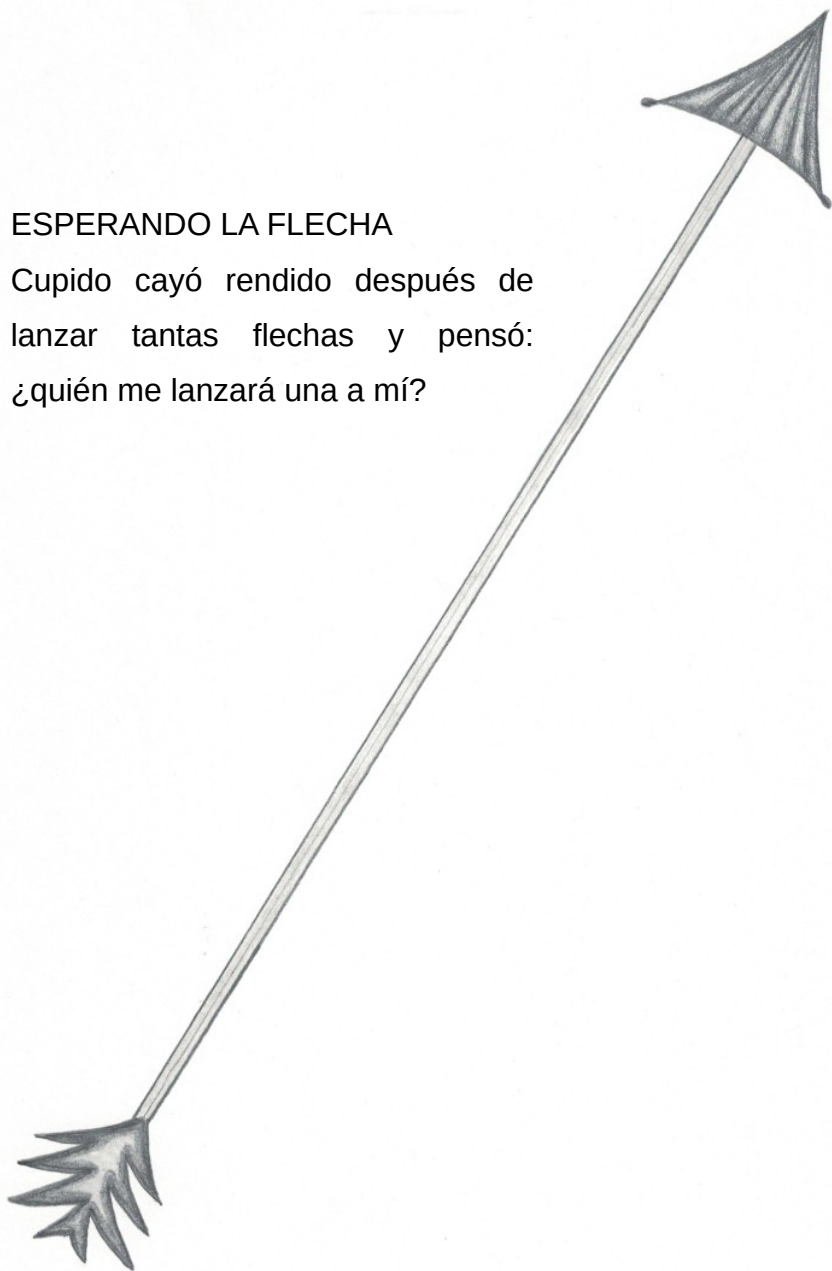 ESPERANDO LA FLECHA
Cupido cayó rendido después de
lanzar tantas flechas y pensó:
¿quién me lanzará una a mí?